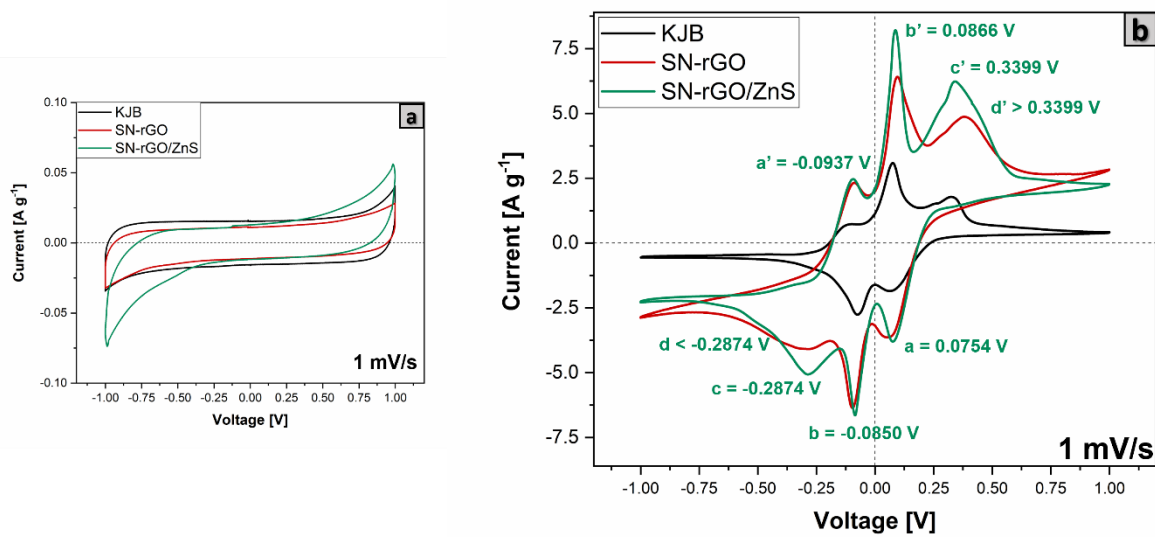 a
KJB
SN-rGO
SN-rGO/ZnS
0.10
0.05
0.00
-0.05
-0.10
Current [A g⁻¹]
1 mV/s
-1.00 -0.75 -0.50 -0.25 0.00 0.25 0.50 0.75 1.00
Voltage [V]
b
KJB
SN-rGO
SN-rGO/ZnS
b’ = 0.0866 V
c’ = 0.3399 V
d’ > 0.3399 V
a’ = -0.0937 V
7.5
5.0
2.5
0.0
-2.5
-5.0
-7.5
Current [A g⁻¹]
d < -0.2874 V
a = 0.0754 V
c = -0.2874 V
b = -0.0850 V
1 mV/s
-1.00 -0.75 -0.50 -0.25 0.00 0.25 0.50 0.75 1.00
Voltage [V]